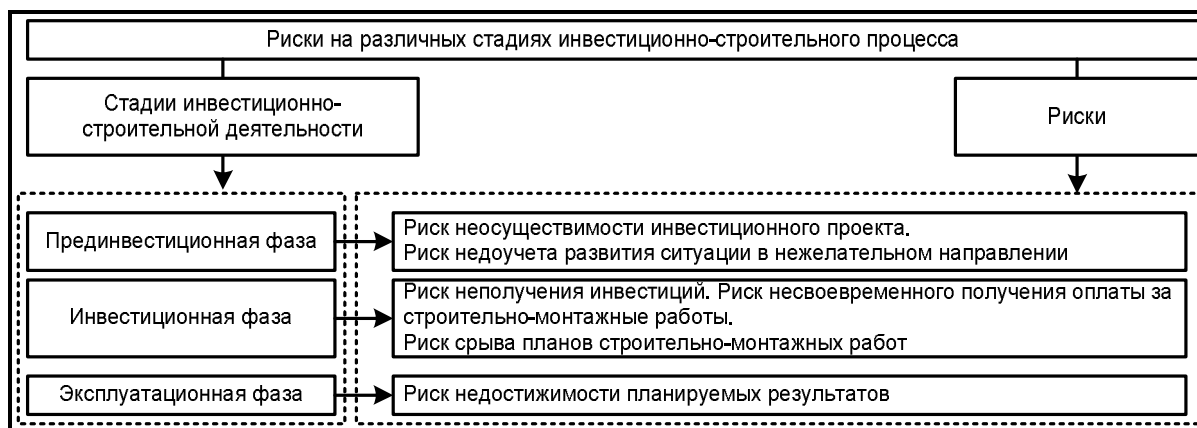 Риски на различных стадиях инвестиционно-строительного процесса
Стадии инвестиционно-
строительной деятельности
Риски
Прединвестиционная фаза
Риск неосуществимости инвестиционного проекта.
Риск недоучета развития ситуации в нежелательном направлении
Инвестиционная фаза
Риск неполучения инвестиций. Риск несвоевременного получения оплаты за
строительно-монтажные работы.
Риск срыва планов строительно-монтажных работ
Эксплуатационная фаза
Риск недостижимости планируемых результатов